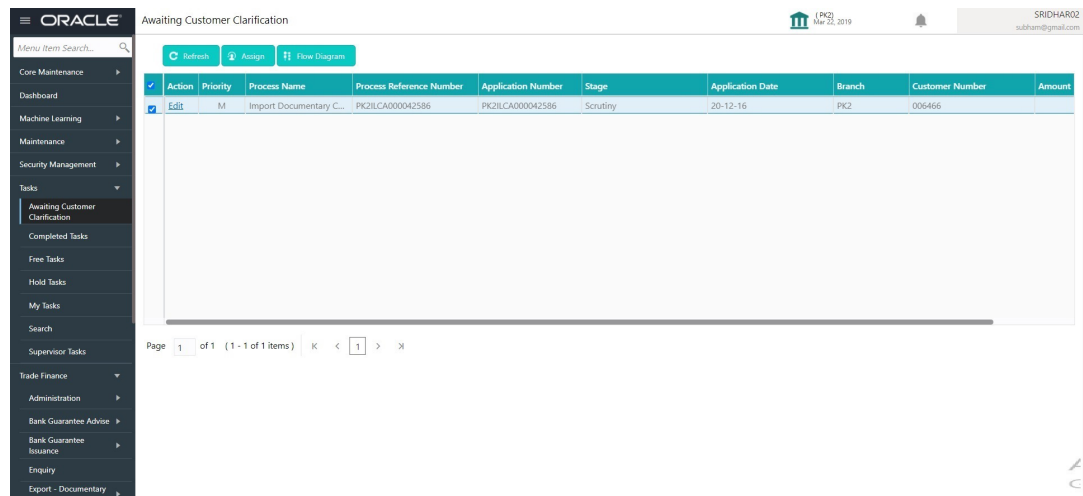 ORACLE
Awaiting Customer Clarification
( PK2)
Mar 22, 2019
SRIDHAR02
subham@gmail.com
Menu Item Search...
Core Maintenance
Dashboard
Machine Learning
Maintenance
Security Management
Tasks
Awaiting Customer
Clarification
Completed Tasks
Free Tasks
Hold Tasks
My Tasks
Search
Supervisor Tasks
Trade Finance
Administration
Bank Guarantee Advise
Bank Guarantee
Issuance
Enquiry
Export - Documentary
Refresh Assign Flow Diagram
Action Priority Process Name Process Reference Number Application Number Stage Application Date Branch Customer Number Amount
Edit M Import Documentary C... PK2ILCA000042586 PK2ILCA000042586 Scrutiny 20-12-16 PK2 006466
Page 1 of 1 ( 1 - 1 of 1 items ) K < 1 > >|